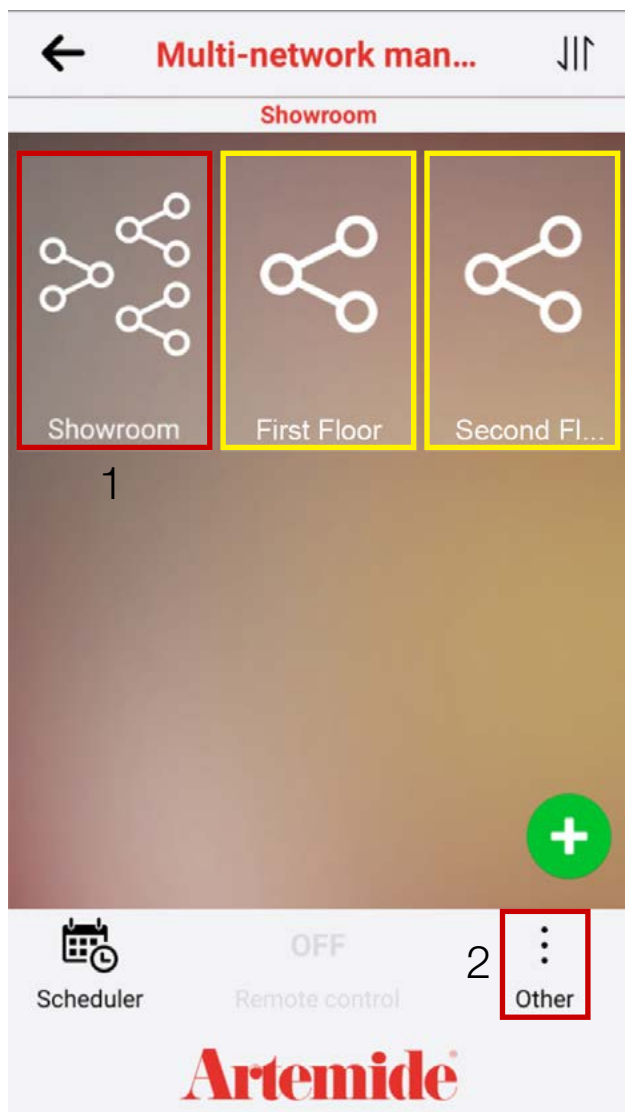 Multi-network man...
Showroom
Showroom
First Floor
Second Fl...
1
OFF
2
Scheduler
Remote control
Other
Artemide